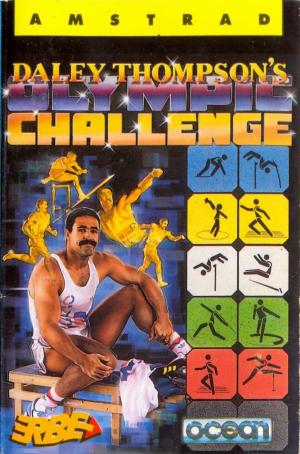 AMSTRAD
DALEY THOMPSON'S
OLYMPIC
CHALLENGE
ERBE
ocean